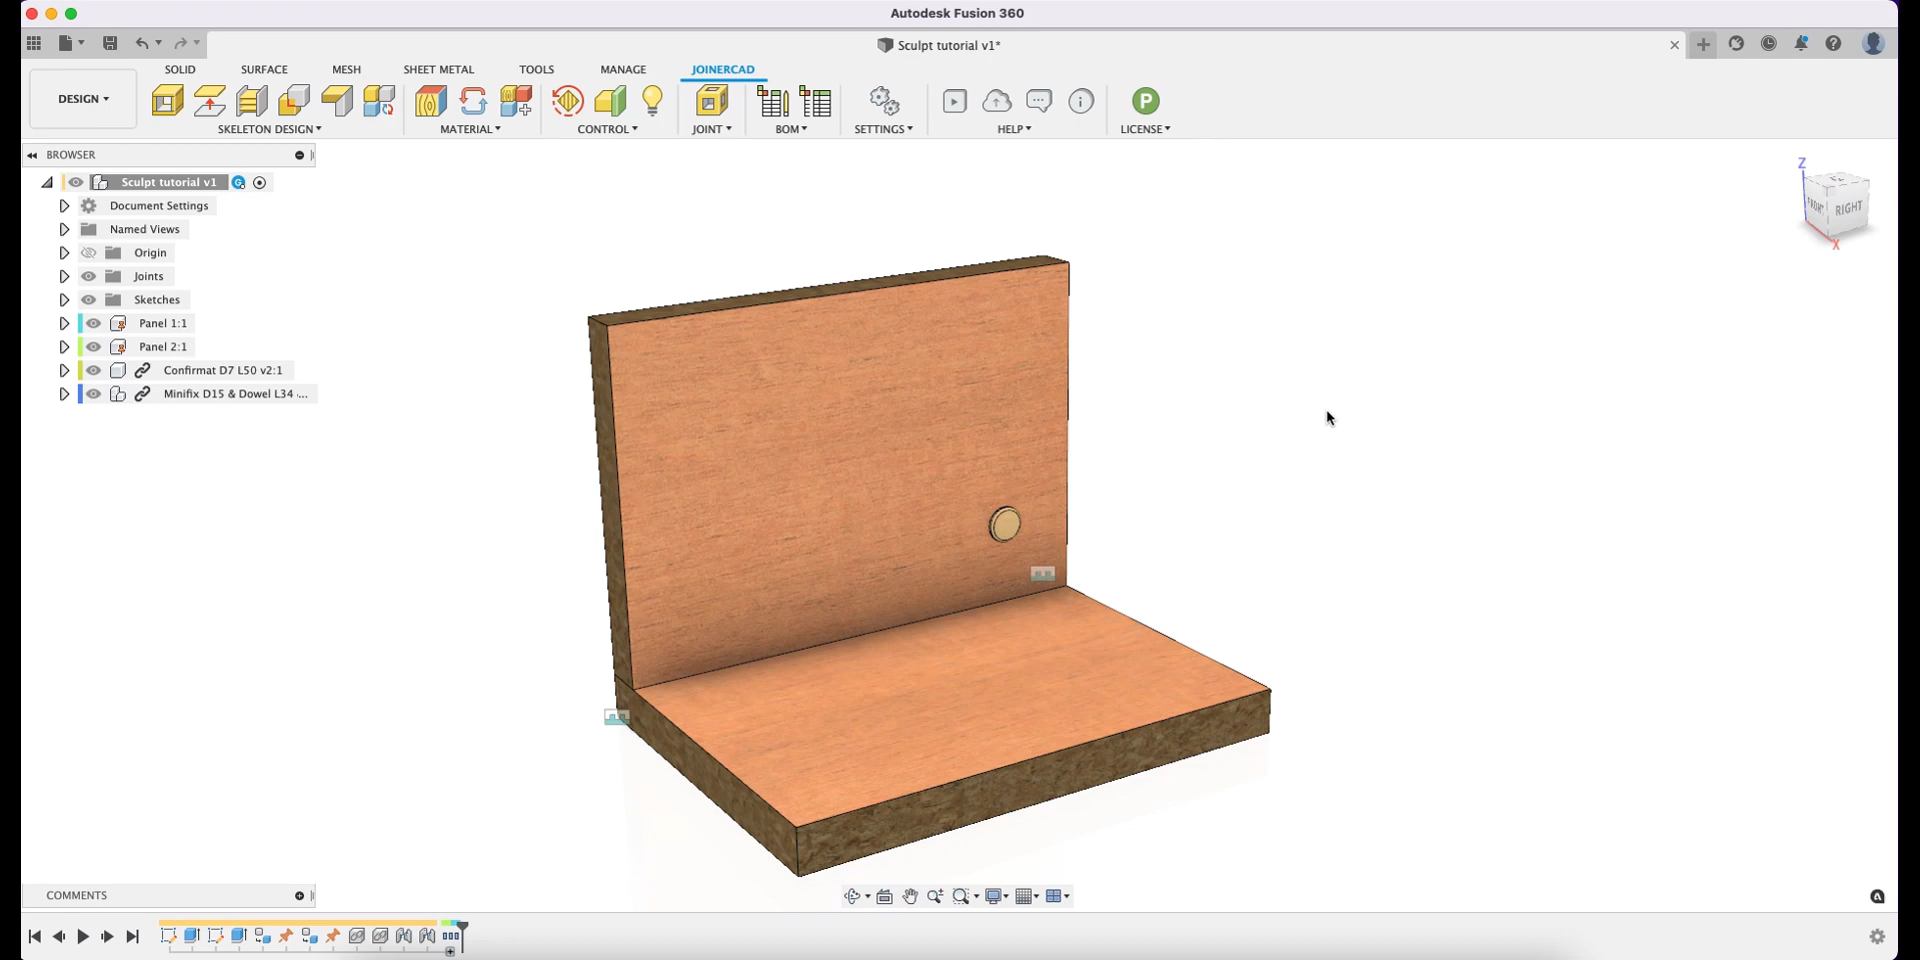 Autodesk Fusion 360
Sculpt tutorial v1*
SOLID SURFACE MESH SHEET METAL TOOLS MANAGE JOINERCAD
DESIGN
P
SKELETON DESIGN MATERIAL CONTROL JOINT BOM SETTINGS HELP LICENSE
BROWSER
Sculpt tutorial v1
Document Settings
Named Views
Origin
Joints
Sketches
Panel 1:1
Panel 2:1
Confirmat D7 L50 v2:1
Minifix D15 & Dowel L34 ...
Z
FRONT RIGHT
X
COMMENTS